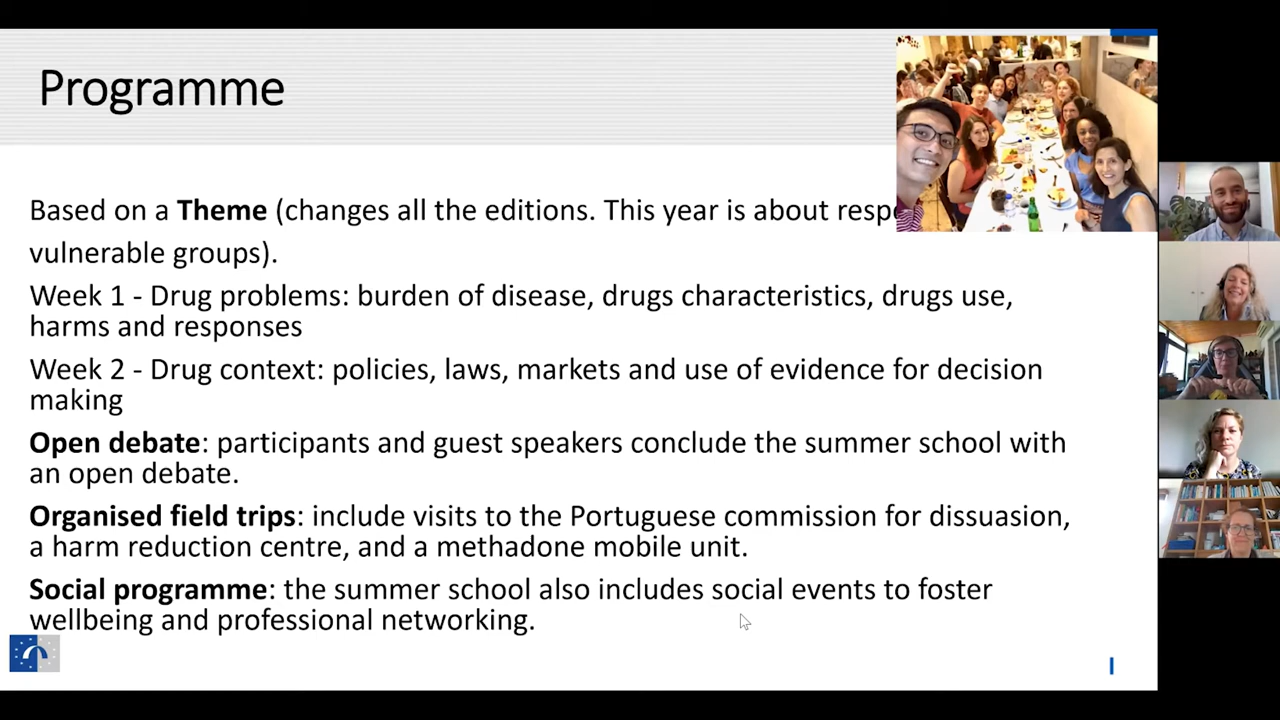 Programme
Based on a Theme (changes all the editions. This year is about
vulnerable groups).
Week 1 - Drug problems: burden of disease, drugs characteristics, drugs use,
harms and responses
Week 2 - Drug context: policies, laws, markets and use of evidence for decision
making
Open debate: participants and guest speakers conclude the summer school with
an open debate.
Organised field trips: include visits to the Portuguese commission for dissuasion,
a harm reduction centre, and a methadone mobile unit.
Social programme: the summer school also includes social events to foster
wellbeing and professional networking.